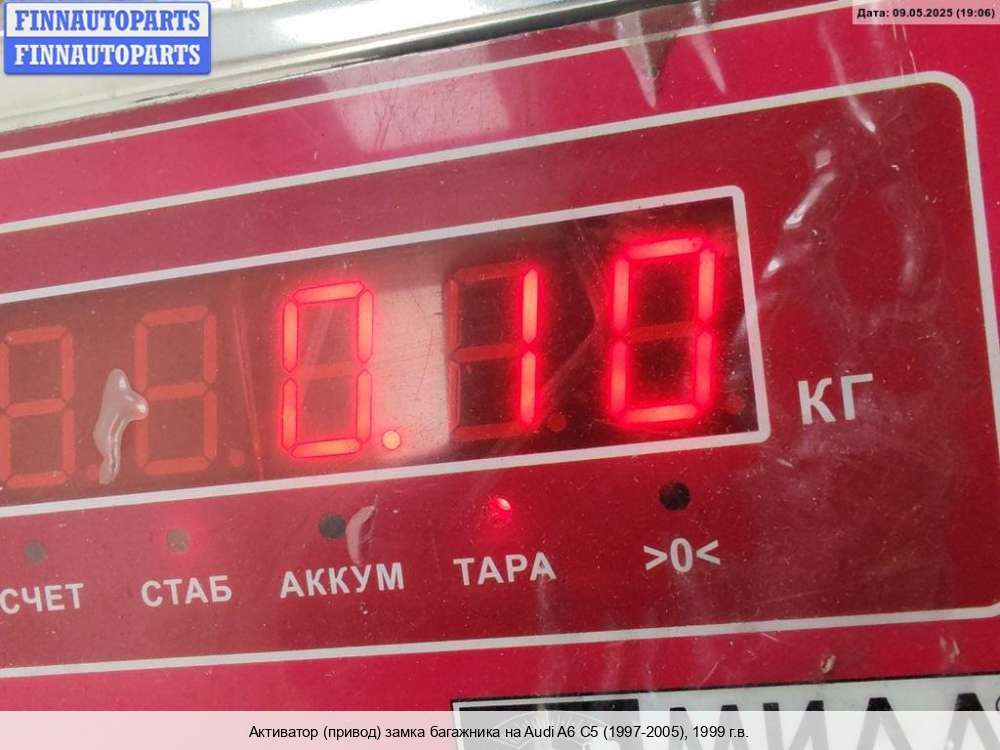 FINNAUTOPARTS
FINNAUTOPARTS
Дата: 09.05.2025 (19:06)
0.10
КГ
СЧЕТ СТАБ АККУМ ТАРА >0<
Активатор (привод) замка багажника на Audi A6 C5 (1997-2005), 1999 г.в.